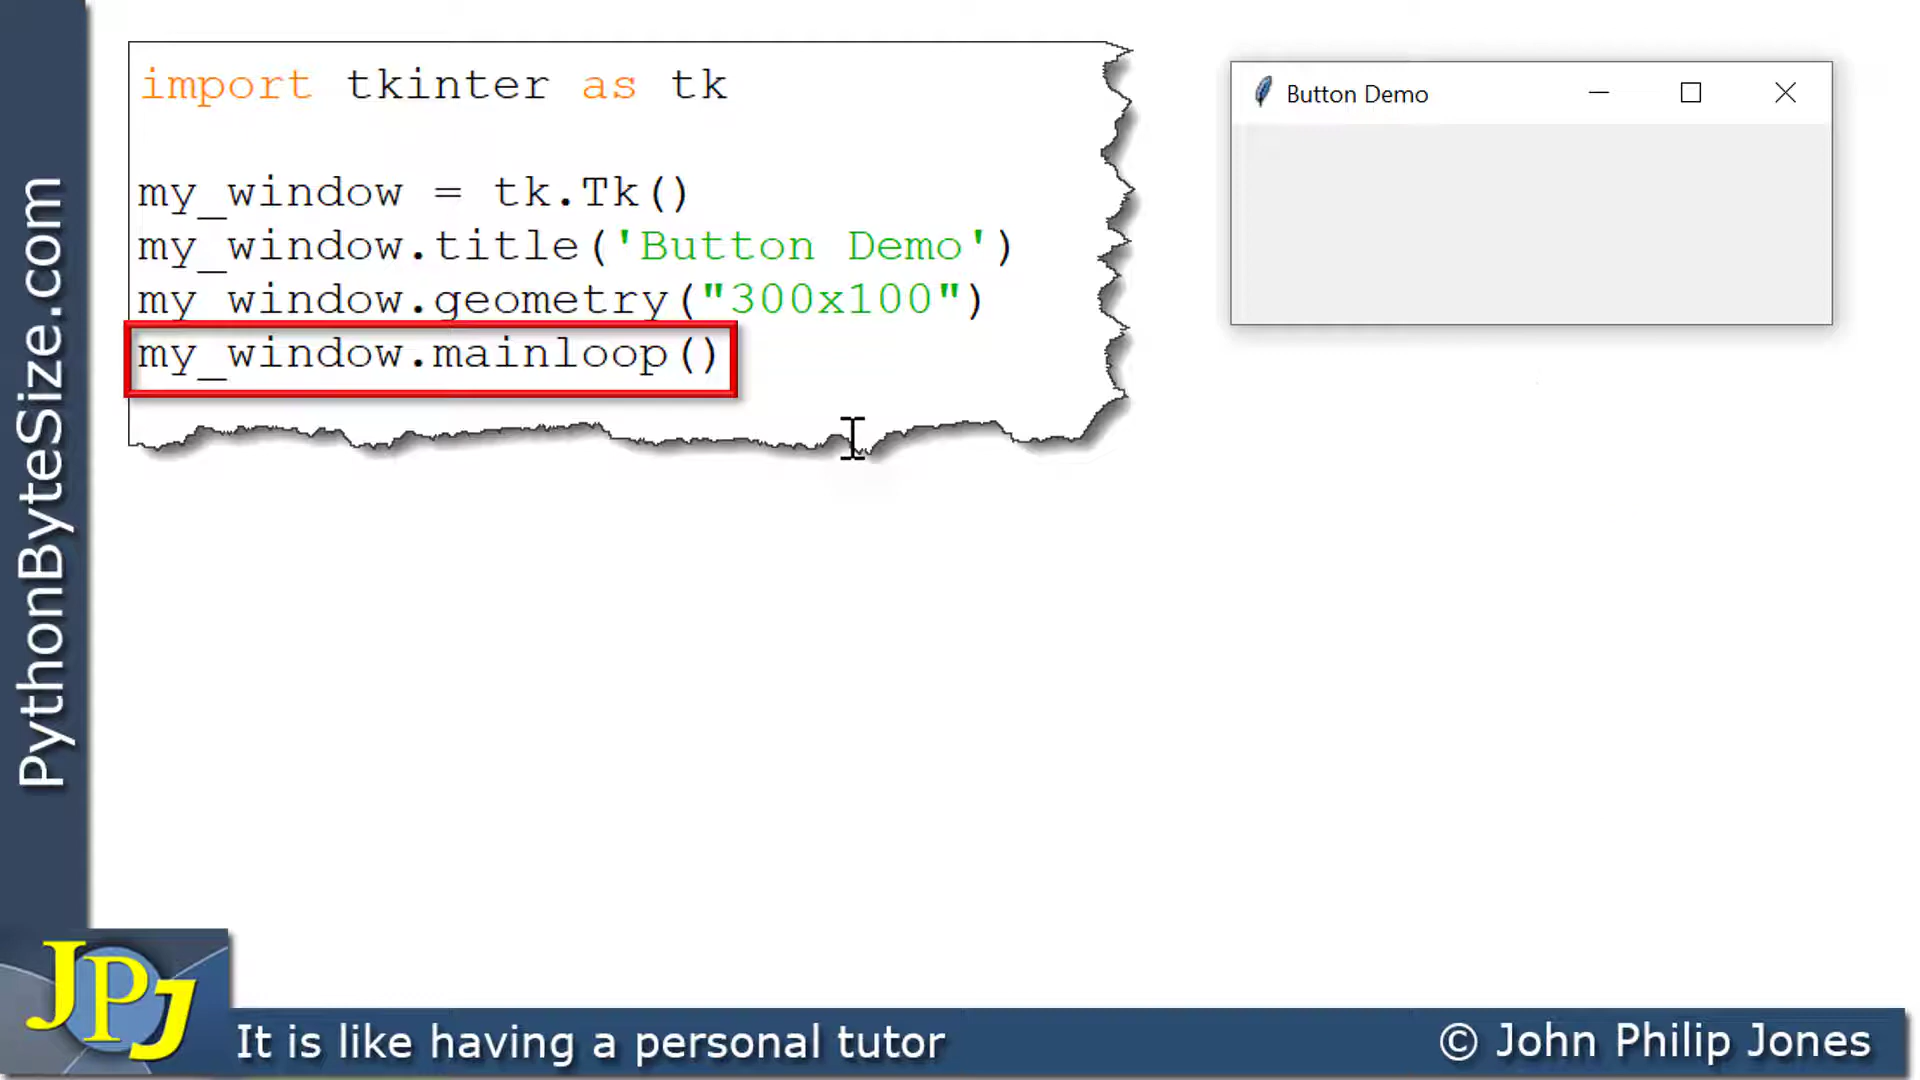 import tkinter as tk
my_window = tk.Tk()
my_window.title('Button Demo')
my_window.geometry("300x100")
my_window.mainloop()
Button Demo
PythonByteSize.com
JPJ
It is like having a personal tutor
© John Philip Jones